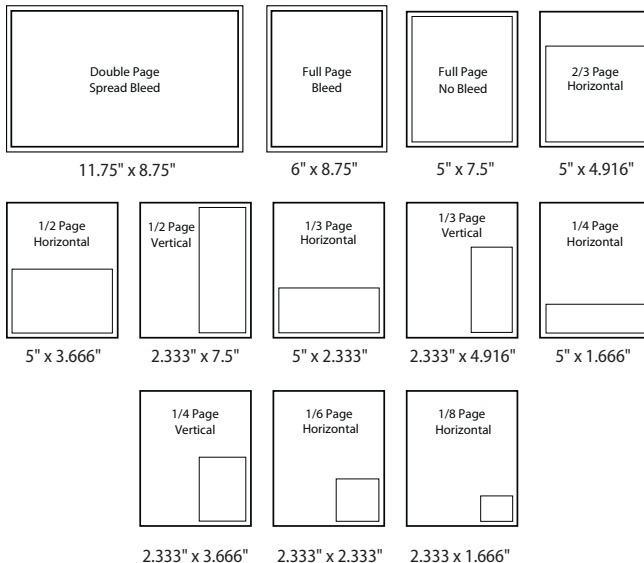 Double Page
Spread Bleed
Full Page
Bleed
Full Page
No Bleed
2/3 Page
Horizontal
11.75" x 8.75"
6" x 8.75"
5" x 7.5"
5" x 4.916"
1/2 Page
Horizontal
1/2 Page
Vertical
1/3 Page
Horizontal
1/3 Page
Vertical
1/4 Page
Horizontal
5" x 3.666"
2.333" x 7.5"
5" x 2.333"
2.333" x 4.916"
5" x 1.666"
1/4 Page
Vertical
1/6 Page
Horizontal
1/8 Page
Horizontal
2.333" x 3.666"
2.333" x 2.333"
2.333 x 1.666"